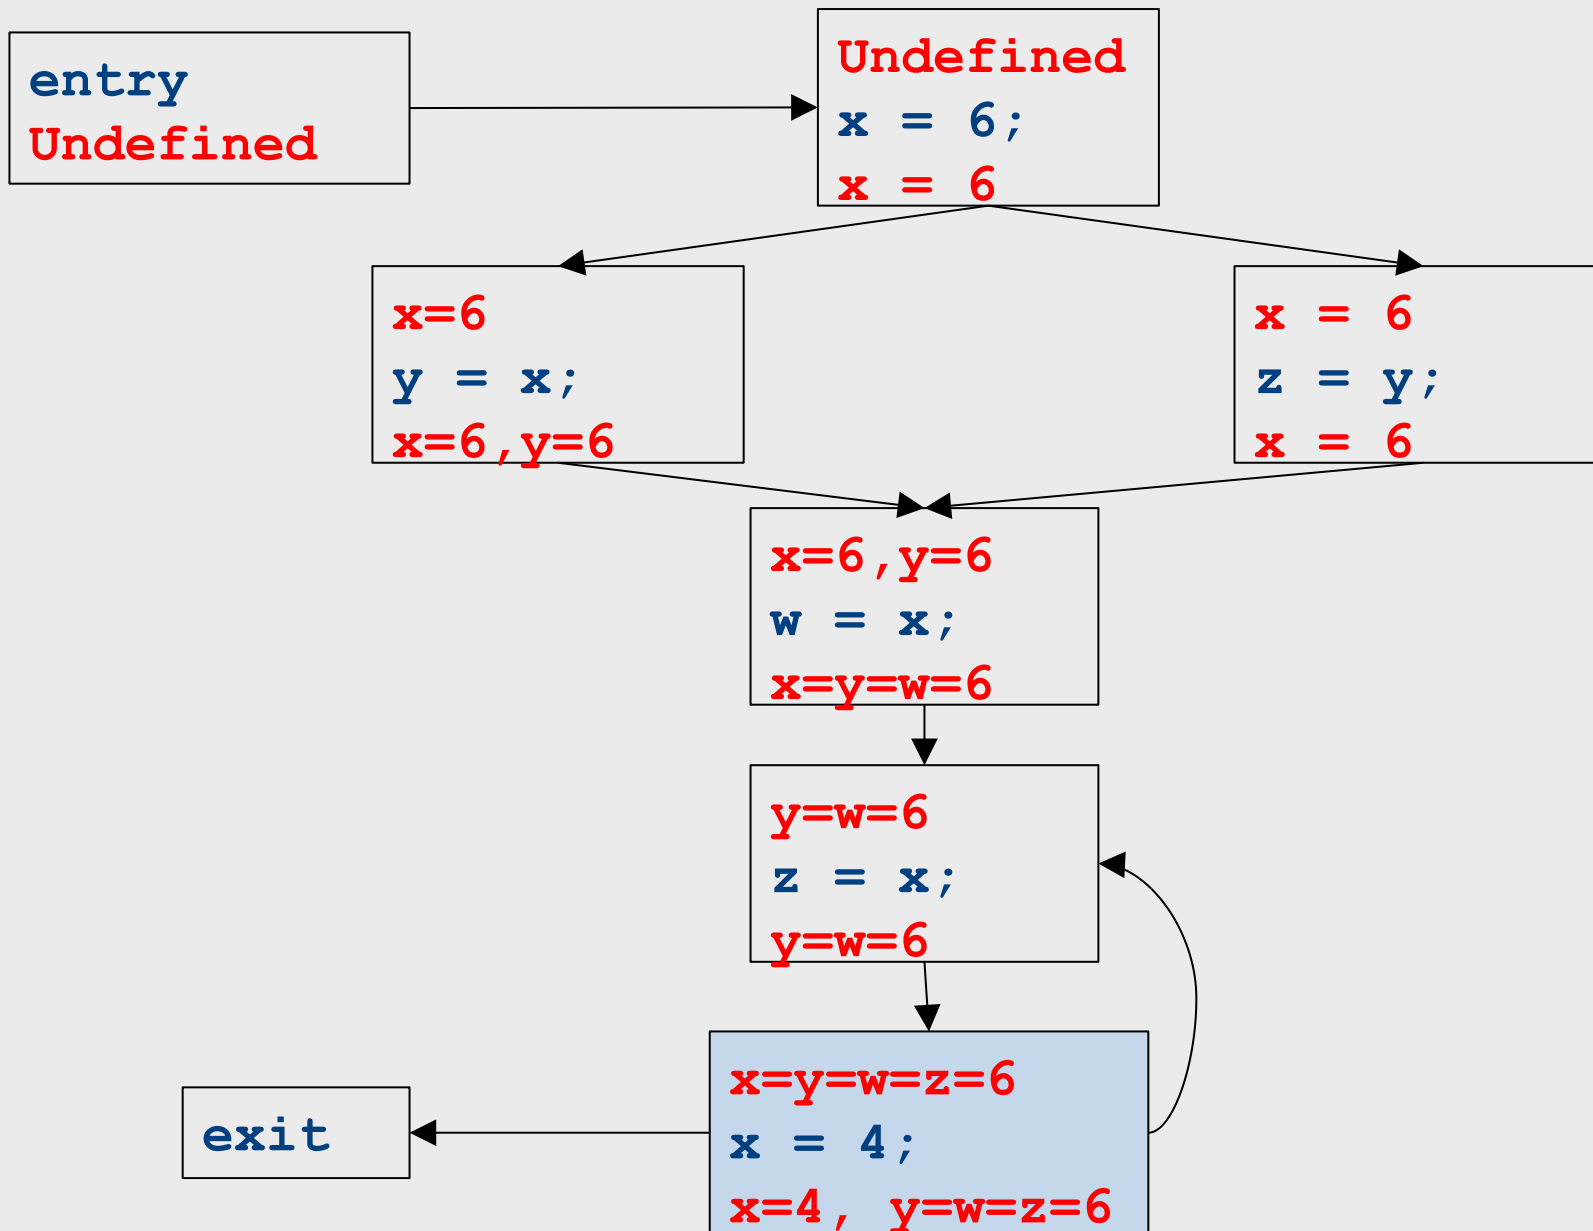 entry
Undefined
Undefined
x = 6;
x = 6
x=6
y = x;
x=6,y=6
x = 6
z = y;
x = 6
x=6,y=6
w = x;
x=y=w=6
y=w=6
z = x;
y=w=6
x=y=w=z=6
x = 4;
x=4, y=w=z=6
exit